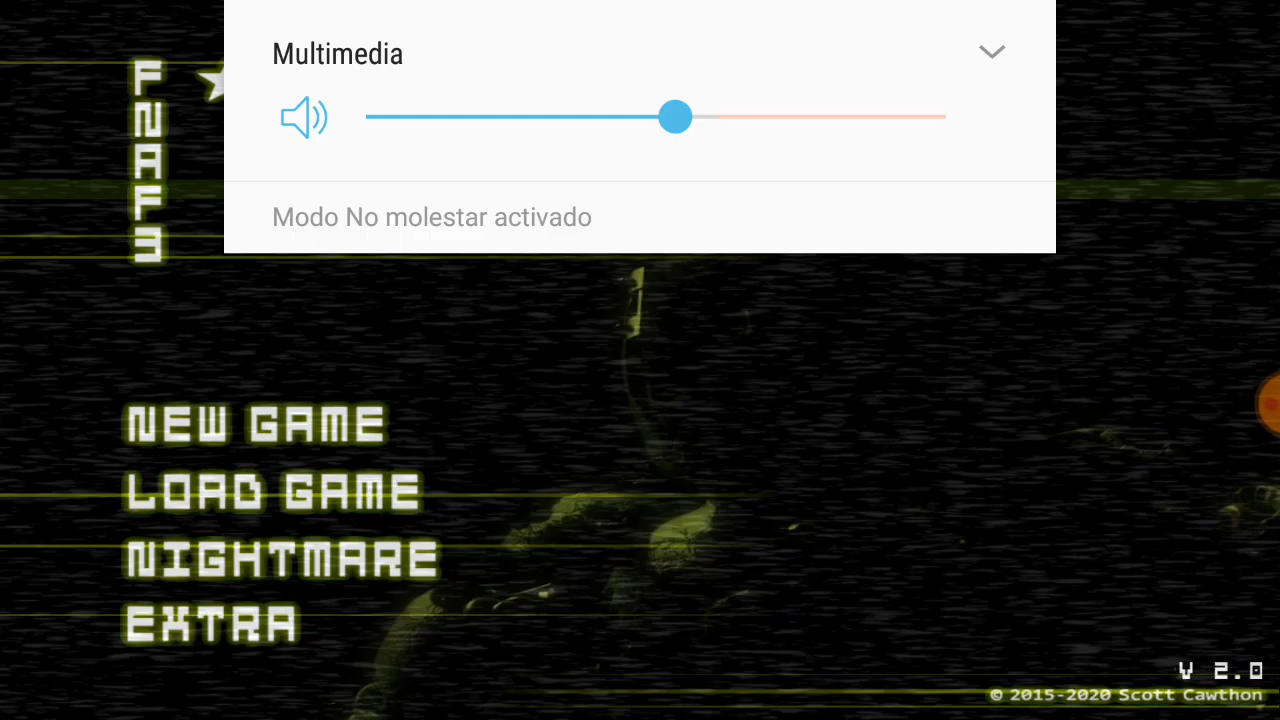 FNAF3
Multimedia
Modo No molestar activado
NEW GAME
LOAD GAME
NIGHTMARE
EXTRA
V 2.0
© 2015-2020 Scott Cawthon